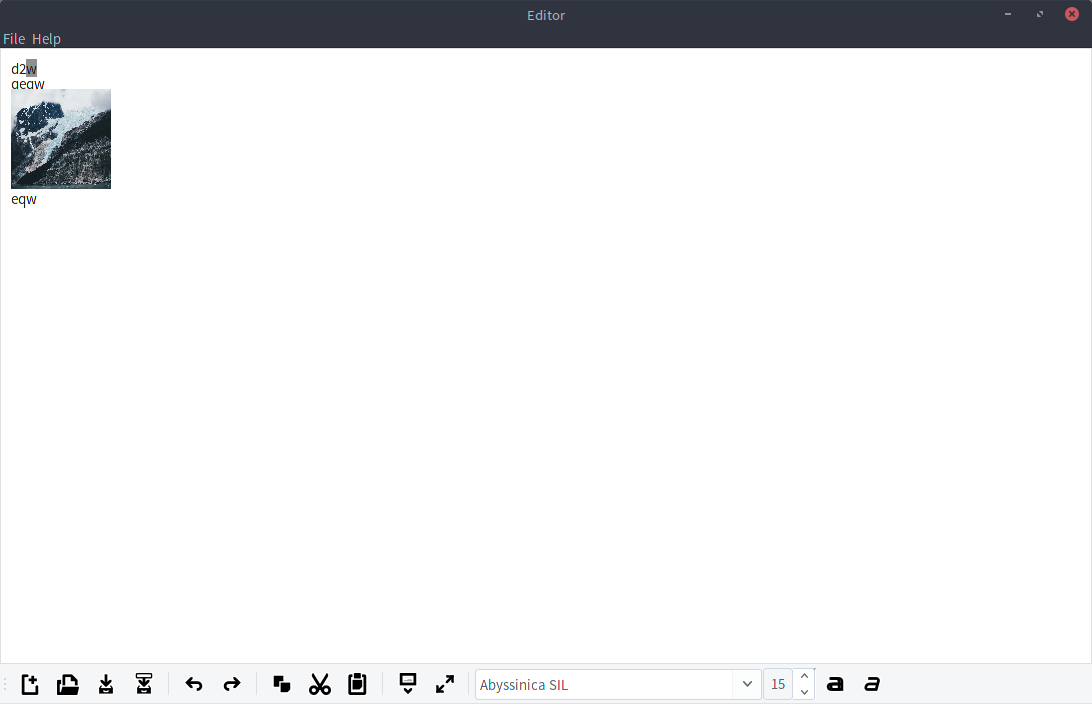 Editor
File Help
d2w
qeqw
eqw
Abyssinica SIL
15
a a